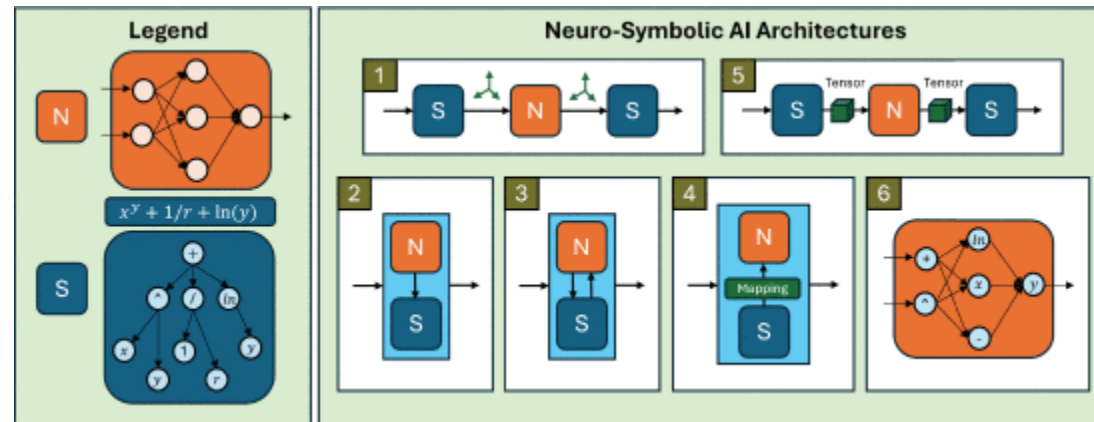 Legend
N
x^y + 1/r + ln(y)
S
+
^ / ln
x 1 y
y r
Neuro-Symbolic AI Architectures
1
S N S
5
Tensor Tensor
S N S
2
N
S
3
N
S
4
N
Mapping
S
6
ln
+
x y
^
-